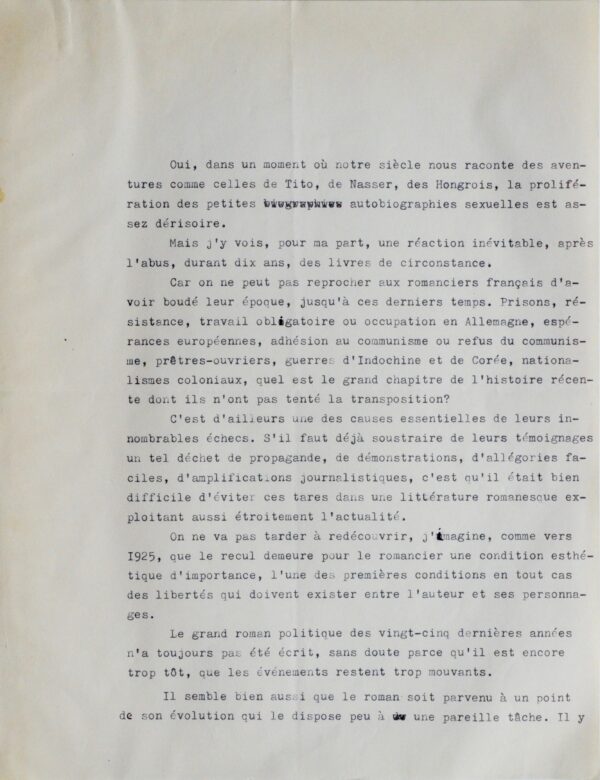 Oui, dans un moment où notre siècle nous raconte des aven-
tures comme celles de Tito, de Nasser, des Hongrois, la prolifé-
ration des petites biographies autobiographies sexuelles est as-
sez dérisoire.
Mais j'y vois, pour ma part, une réaction inévitable, après
l'abus, durant dix ans, des livres de circonstance.
Car on ne peut pas reprocher aux romanciers français d'a-
voir boudé leur époque, jusqu'à ces derniers temps. Prisons, ré-
sistance, travail obligatoire ou occupation en Allemagne, espé-
rances européennes, adhésion au communisme ou refus du communis-
me, prêtres-ouvriers, guerres d'Indochine et de Corée, nationa-
lismes coloniaux, quel est le grand chapitre de l'histoire récen-
te dont ils n'ont pas tenté la transposition?
C'est d'ailleurs une des causes essentielles de leurs in-
nombrables échecs. S'il faut déjà soustraire de leurs témoignages
un tel déchet de propagande, de démonstrations, d'allégories fa-
ciles, d'amplifications journalistiques, c'est qu'il était bien
difficile d'éviter ces tares dans une littérature romanesque ex-
ploitant aussi étroitement l'actualité.
On ne va pas tarder à redécouvrir, j'imagine, comme vers
I925, que le recul demeure pour le romancier une condition esthé-
tique d'importance, l'une des premières conditions en tout cas
des libertés qui doivent exister entre l'auteur et ses personna-
ges.
Le grand roman politique des vingt-cinq dernières années
n'a toujours pas été écrit, sans doute parce qu'il est encore
trop tôt, que les événements restent trop mouvants.
Il semble bien aussi que le roman soit parvenu à un point
de son évolution qui le dispose peu à une pareille tâche. Il y